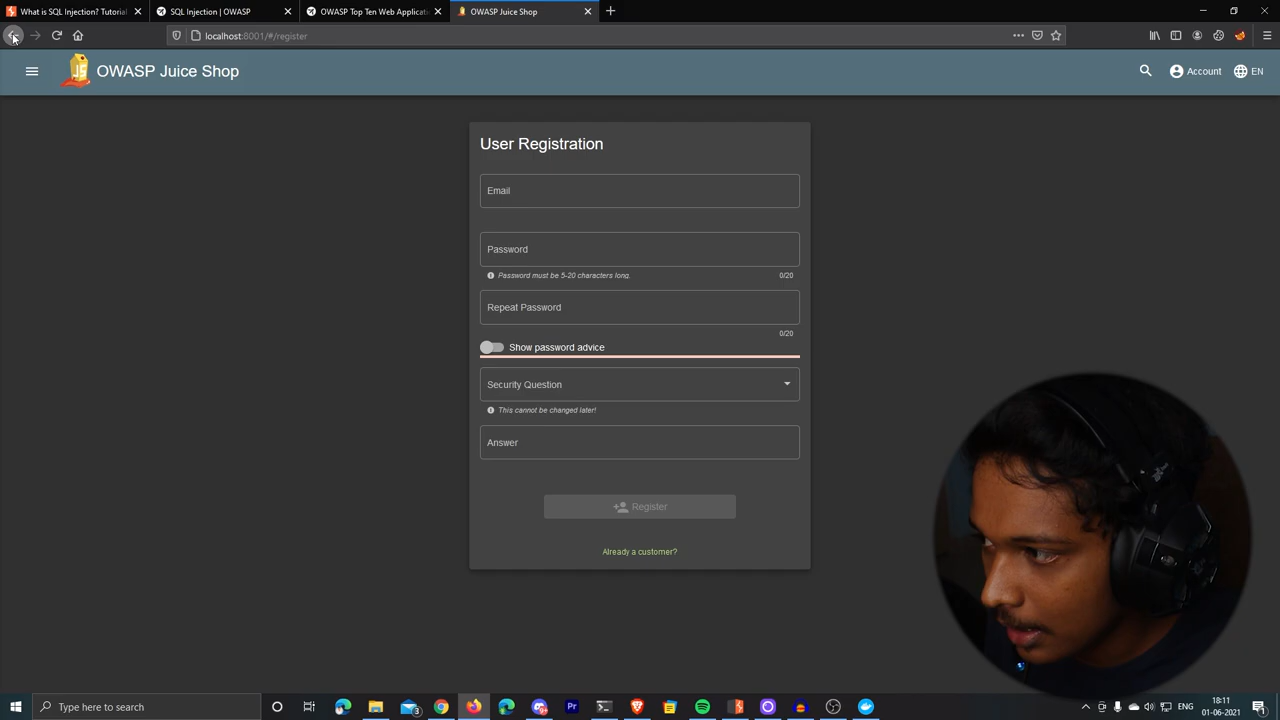 What is SQL Injection? Tutorial
SQL Injection | OWASP
OWASP Top Ten Web Applicatio
OWASP Juice Shop
localhost:8001/#/register
OWASP Juice Shop
Account
EN
User Registration
Email
Password
Password must be 5-20 characters long.
0/20
Repeat Password
0/20
Show password advice
Security Question
This cannot be changed later!
Answer
Register
Already a customer?
Type here to search
3
ENG
18:11
01-06-2021